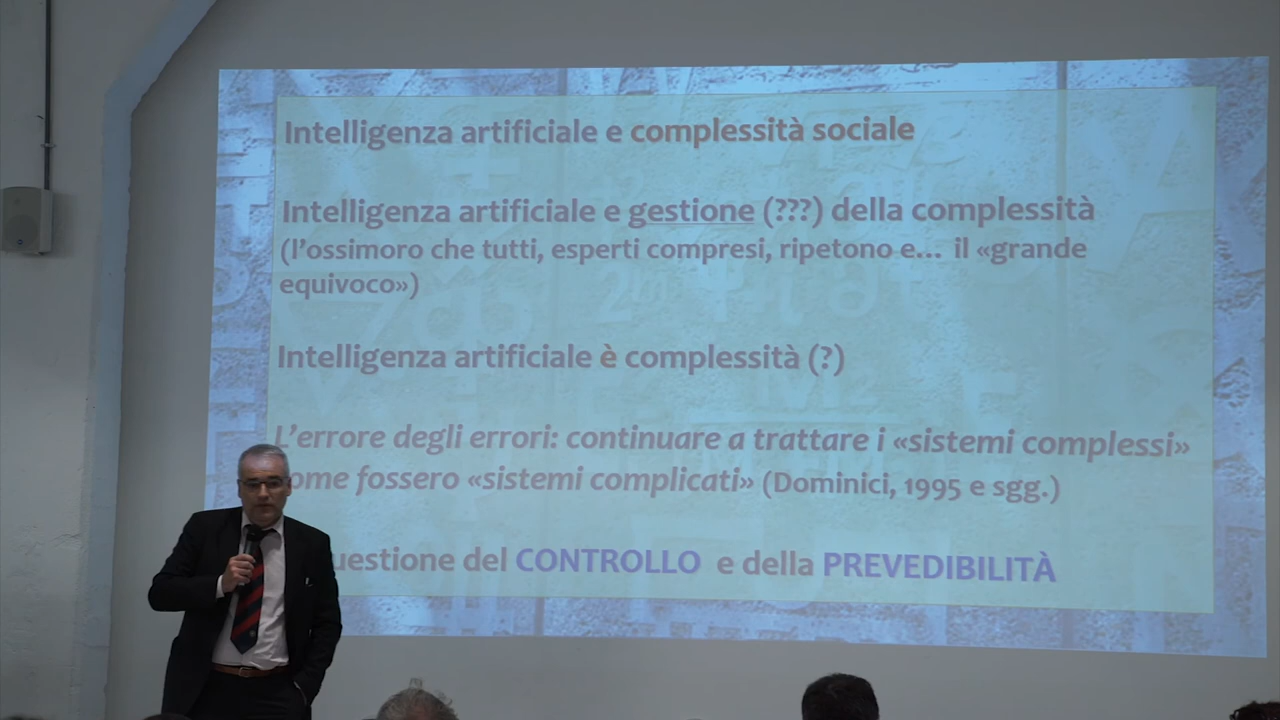 Intelligenza artificiale e complessità sociale
Intelligenza artificiale e gestione (???) della complessità
(l'ossimoro che tutti, esperti compresi, ripetono e... il «grande
equivoco»)
Intelligenza artificiale è complessità (?)
L'errore degli errori: continuare a trattare i «sistemi complessi»
ome fossero «sistemi complicati» (Dominici, 1995 e sgg.)
uestione del CONTROLLO e della PREVEDIBILITÀ